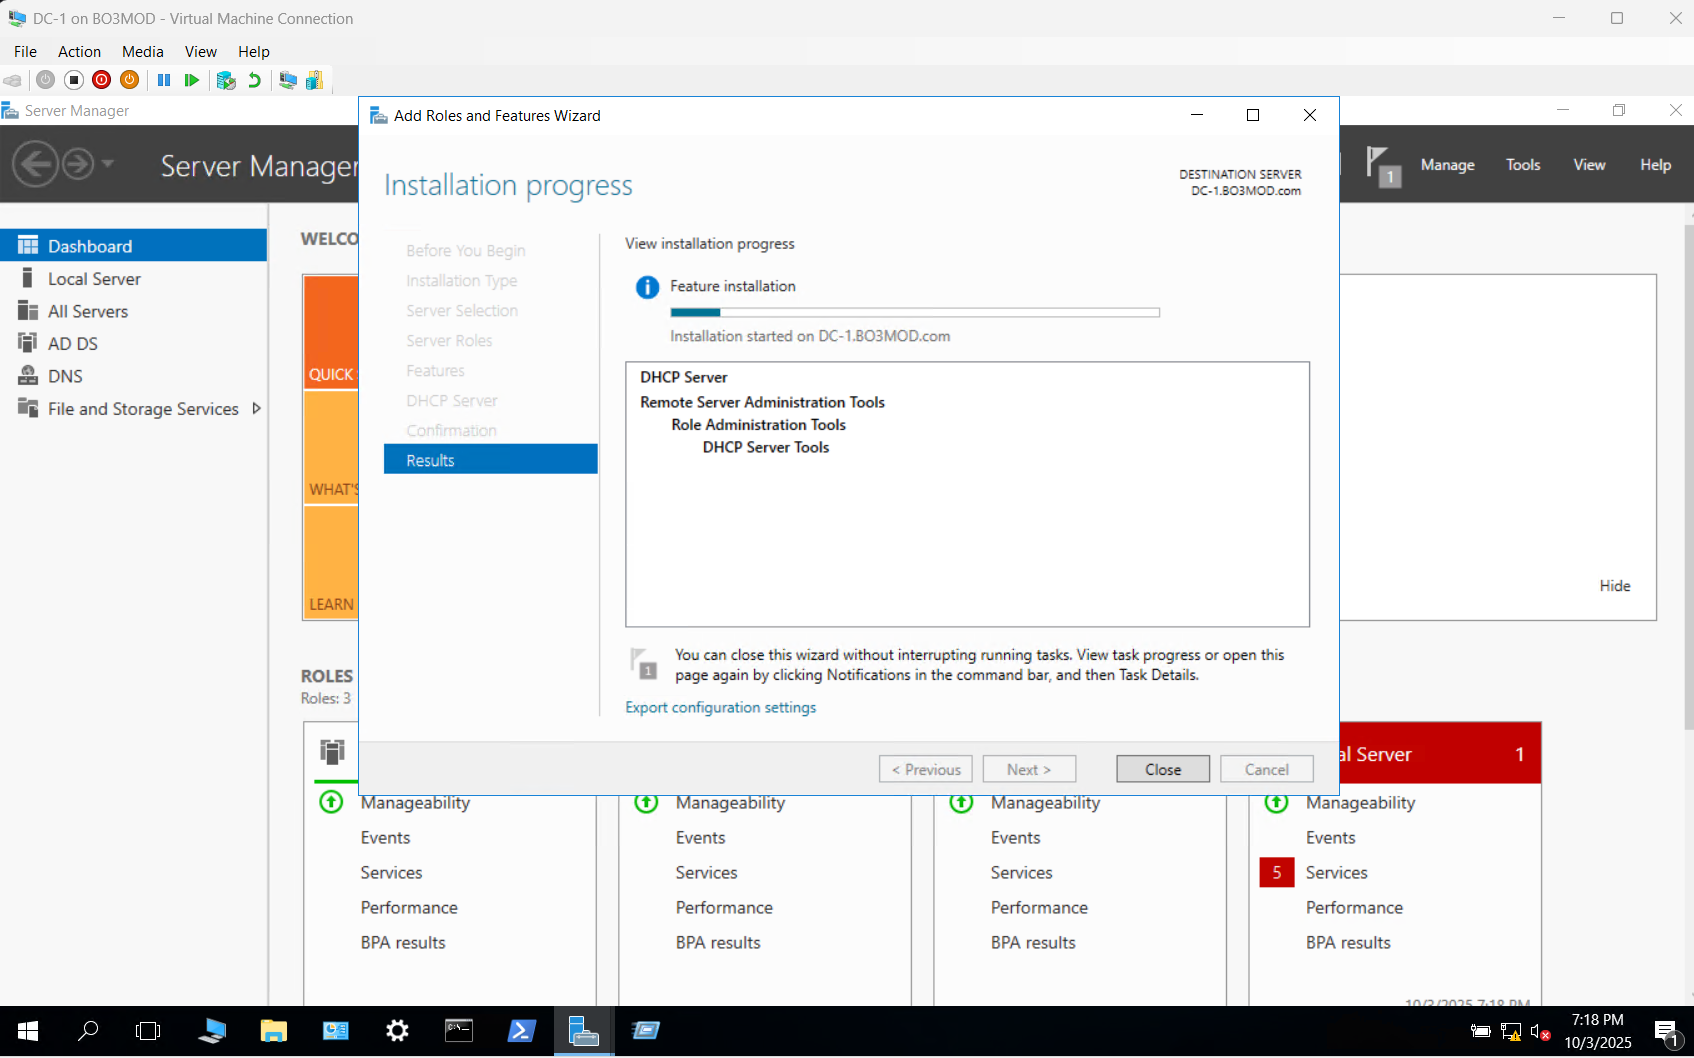 DC-1 on BO3MOD - Virtual Machine Connection
File Action Media View Help
Server Manager
Add Roles and Features Wizard
Server Manager
1
Manage Tools View Help
Installation progress
DESTINATION SERVER
DC-1.BO3MOD.com
Dashboard
Local Server
All Servers
AD DS
DNS
File and Storage Services
WELCO
QUICK
WHAT'S
LEARN
Before You Begin
Installation Type
Server Selection
Server Roles
Features
DHCP Server
Confirmation
Results
View installation progress
Feature installation
Installation started on DC-1.BO3MOD.com
DHCP Server
Remote Server Administration Tools
Role Administration Tools
DHCP Server Tools
1
You can close this wizard without interrupting running tasks. View task progress or open this
page again by clicking Notifications in the command bar, and then Task Details.
Export configuration settings
< Previous Next > Close Cancel
Hide
ROLES
Roles: 3
al Server 1
Manageability Manageability Manageability Manageability
Events Events Events Events
Services Services Services 5 Services
Performance Performance Performance Performance
BPA results BPA results BPA results BPA results
10/3/2025 7:18 PM
7:18 PM
10/3/2025
1